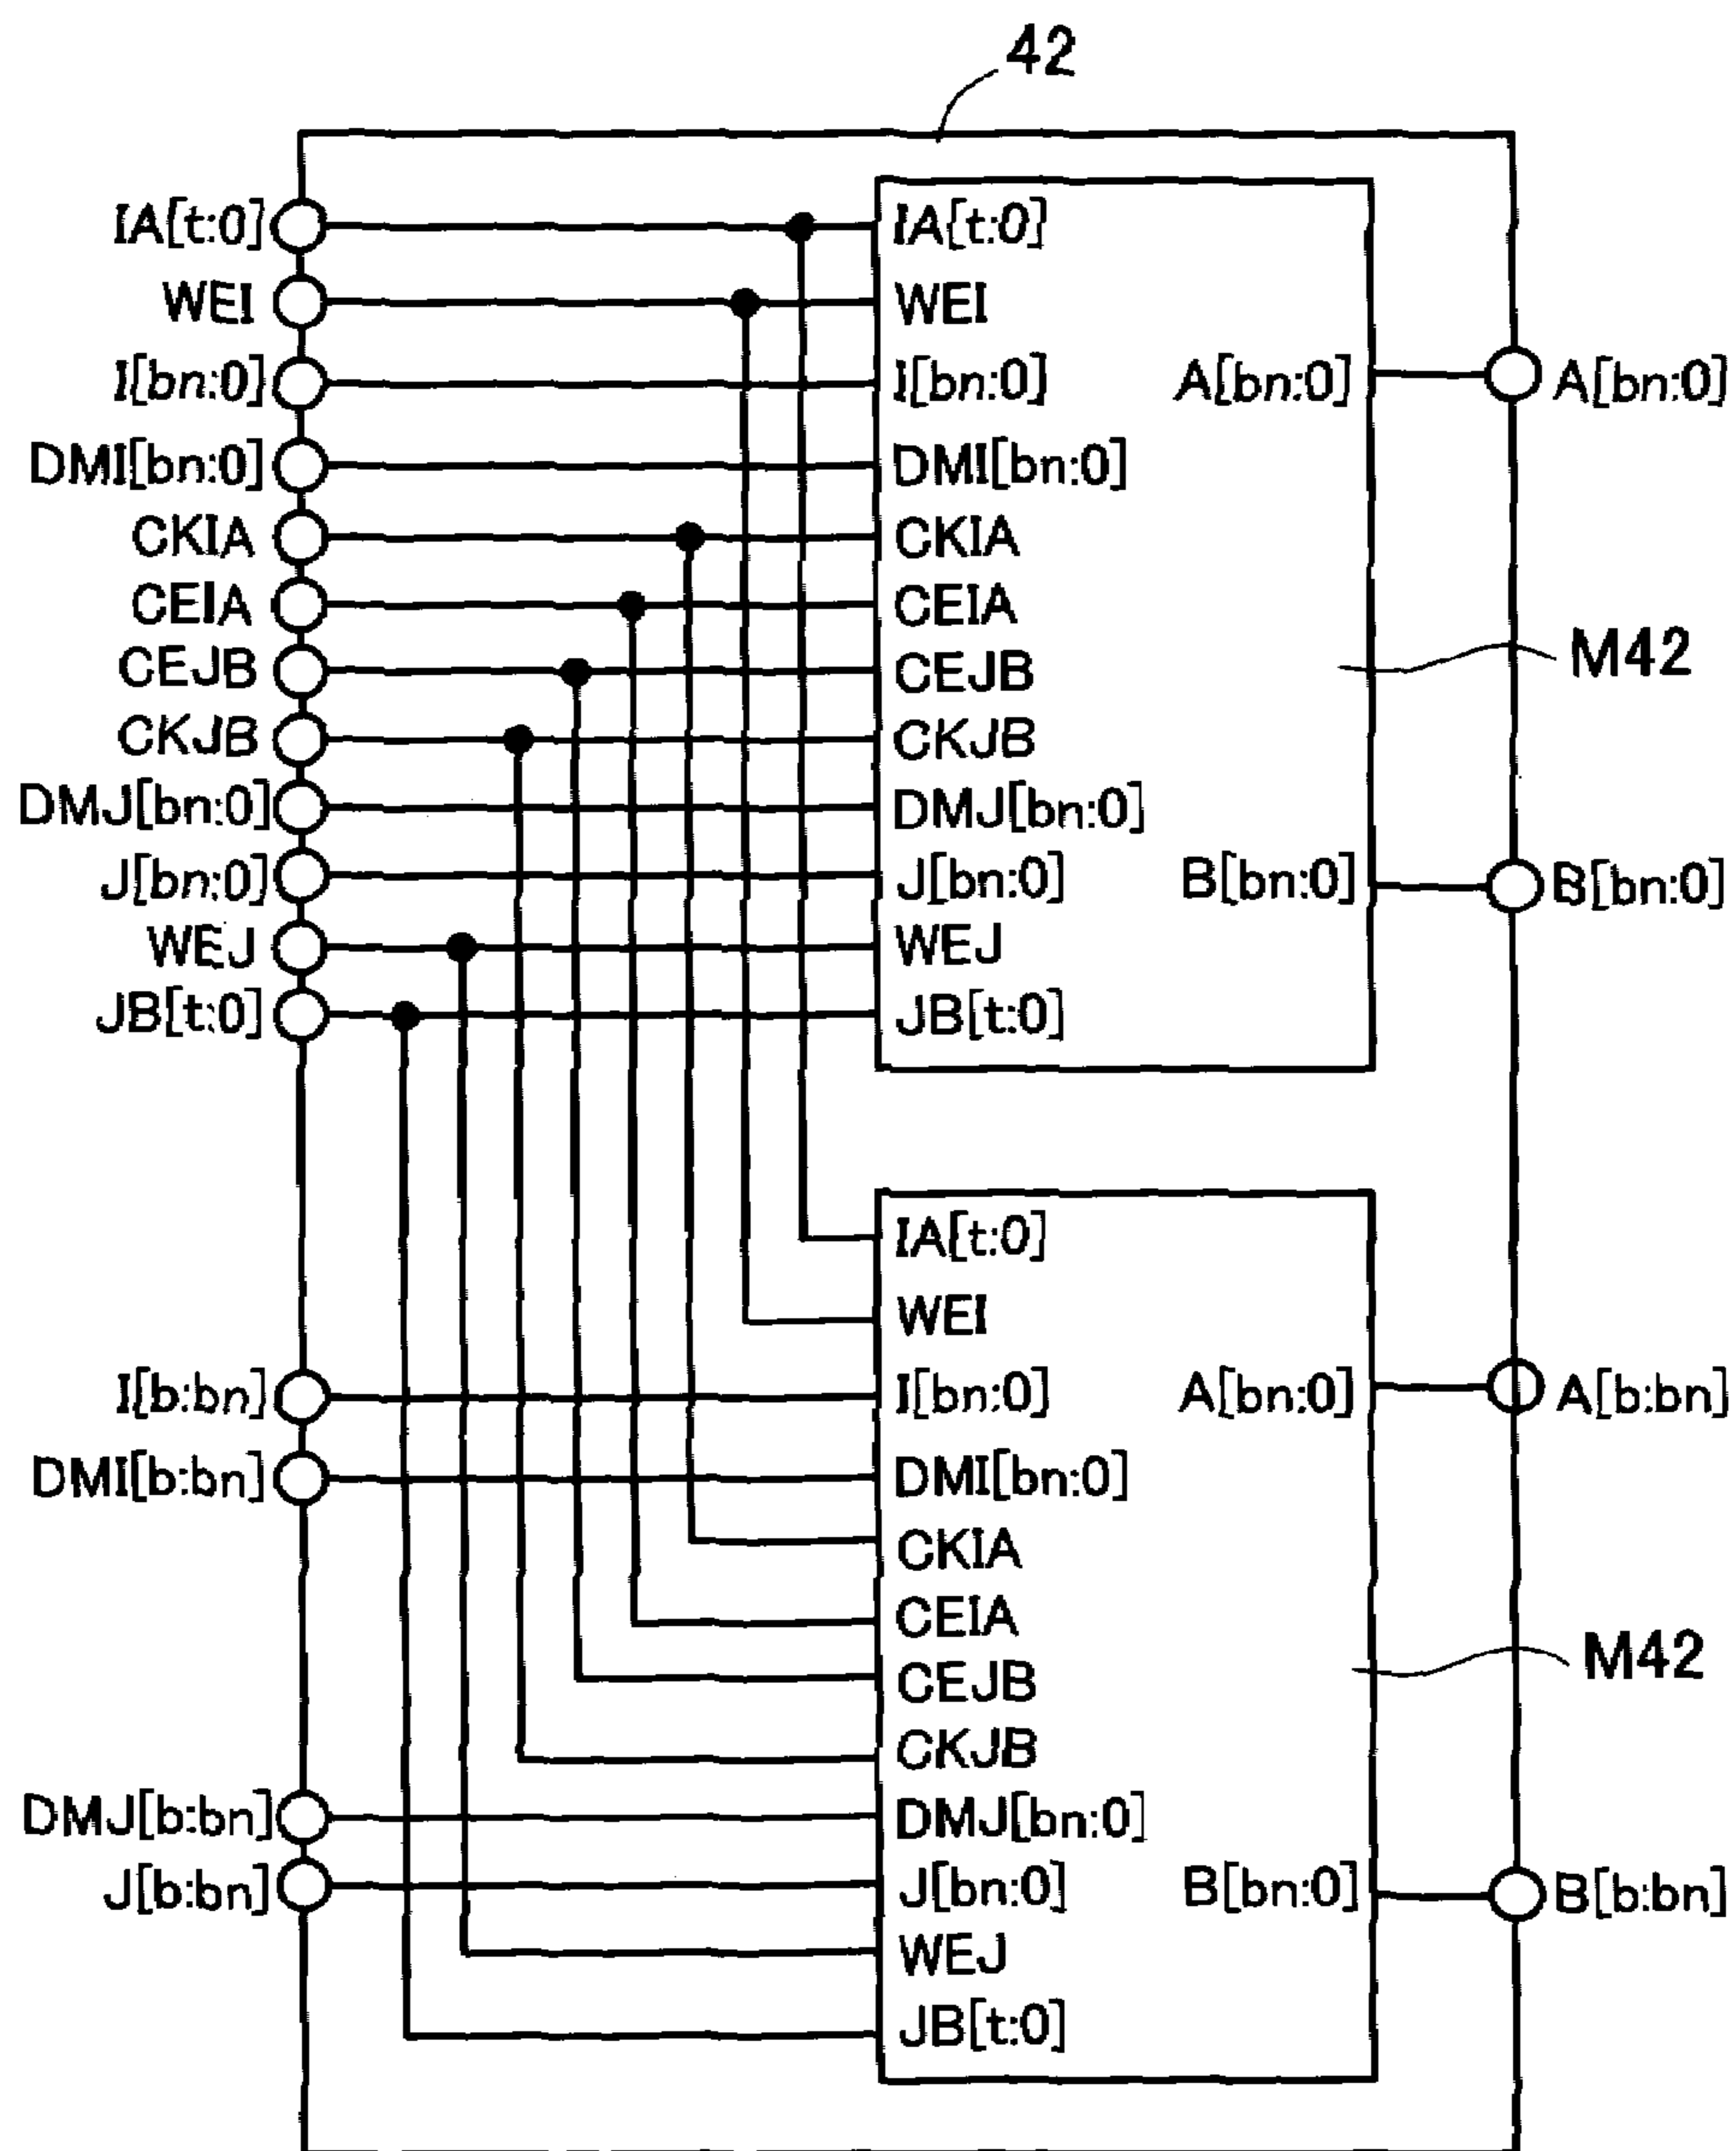 42
IA[t:0] IA[t:0]
WEI WEI
I[bn:0] I[bn:0] A[bn:0] A[bn:0]
DMI[bn:0] DMI[bn:0]
CKIA CKIA
CEIA CEIA
CEJB CEJB M42
CKJB CKJB
DMJ[bn:0] DMJ[bn:0]
J[bn:0] J[bn:0] B[bn:0] B[bn:0]
WEJ WEJ
JB[t:0] JB[t:0]
IA[t:0]
WEI
I[b:bn] I[bn:0] A[bn:0] A[b:bn]
DMI[b:bn] DMI[bn:0]
CKIA
CEIA
CEJB M42
CKJB
DMJ[b:bn] DMJ[bn:0]
J[b:bn] J[bn:0] B[bn:0] B[b:bn]
WEJ
JB[t:0]